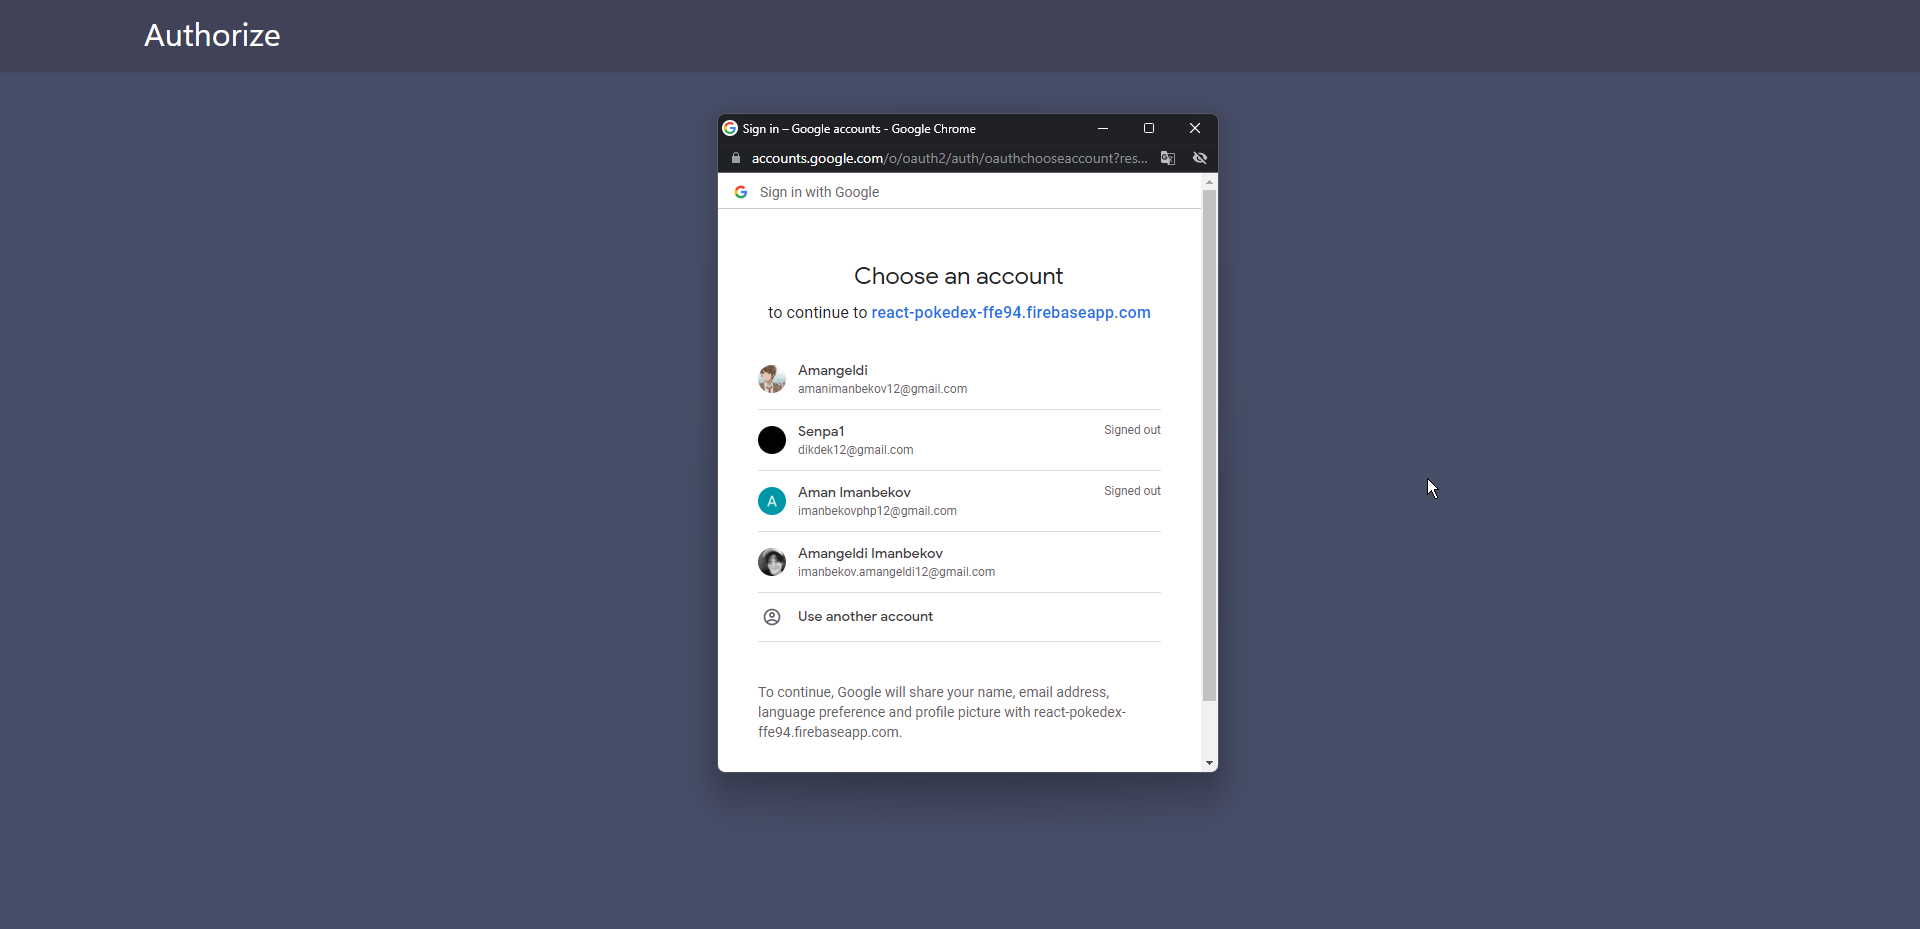 Authorize
Sign in – Google accounts - Google Chrome
accounts.google.com/o/oauth2/auth/oauthchooseaccount?res...
Sign in with Google
Choose an account
to continue to react-pokedex-ffe94.firebaseapp.com
Amangeldi
amanimanbekov12@gmail.com
Senpa1
Signed out
dikdek12@gmail.com
A
Aman Imanbekov
Signed out
imanbekovphp12@gmail.com
Amangeldi Imanbekov
imanbekov.amangeldi12@gmail.com
Use another account
To continue, Google will share your name, email address,
language preference and profile picture with react-pokedex-
ffe94.firebaseapp.com.